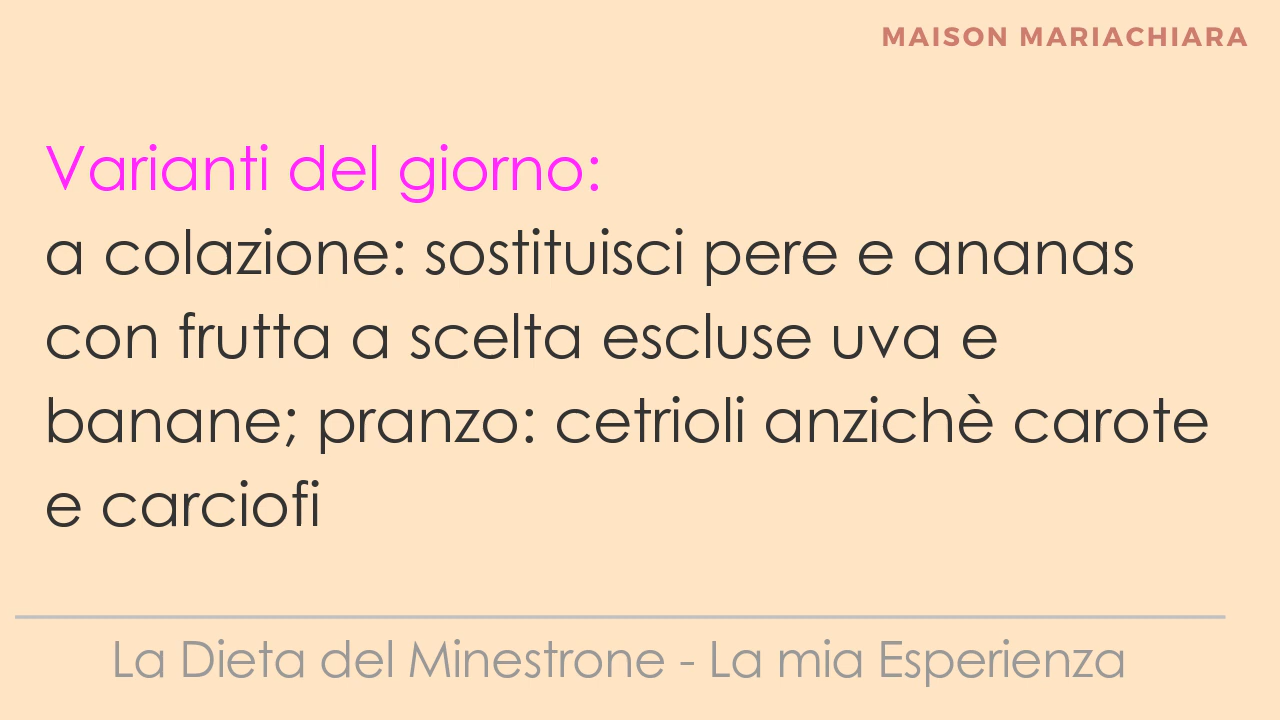 MAISON MARIACHIARA
Varianti del giorno:
a colazione: sostituisci pere e ananas
con frutta a scelta escluse uva e
banane; pranzo: cetrioli anzichè carote
e carciofi
La Dieta del Minestrone - La mia Esperienza